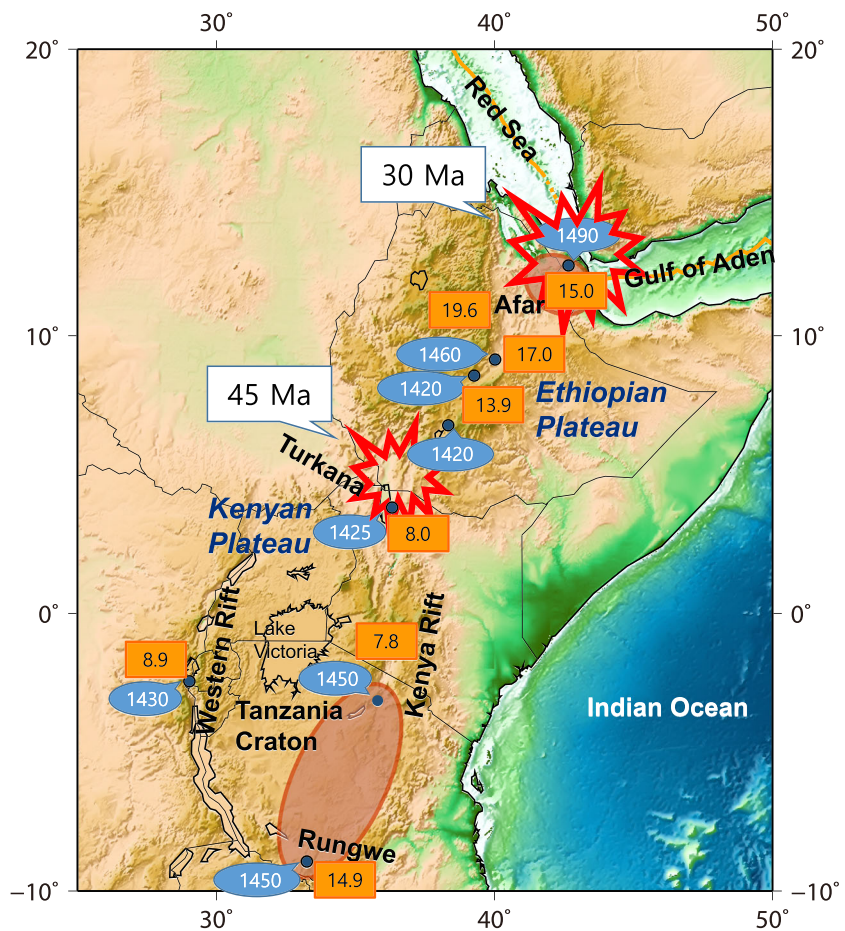 30°
40°
50°
20°
20°
Red Sea
30 Ma
1490
Gulf of Aden
15.0
Afar
19.6
10°
10°
1460
17.0
1420
45 Ma
13.9
Ethiopian
Plateau
1420
Turkana
Kenyan
Plateau
1425
8.0
0°
0°
Lake
Victoria
7.8
Kenya Rift
Western Rift
8.9
1430
1450
Tanzania
Craton
Indian Ocean
Rungwe
1450
14.9
−10°
−10°
30°
40°
50°